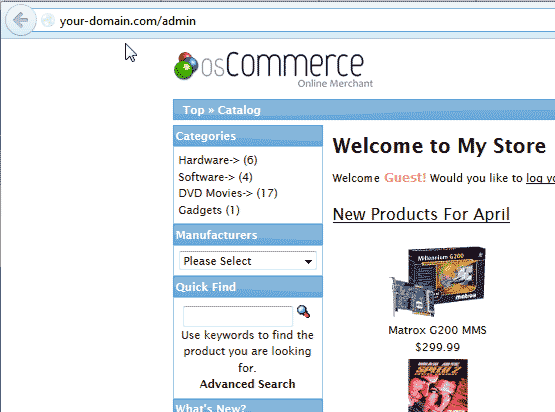 your-domain.com/admin
osCommerce
Online Merchant
Top » Catalog
Categories
Hardware-> (6)
Software-> (4)
DVD Movies-> (17)
Gadgets (1)
Manufacturers
Please Select
Quick Find
Use keywords to find the
product you are looking
for.
Advanced Search
What's New?
Welcome to My Store
Welcome Guest! Would you like to log yo
New Products For April
Millennium G200
matrox
Matrox G200 MMS
$299.99